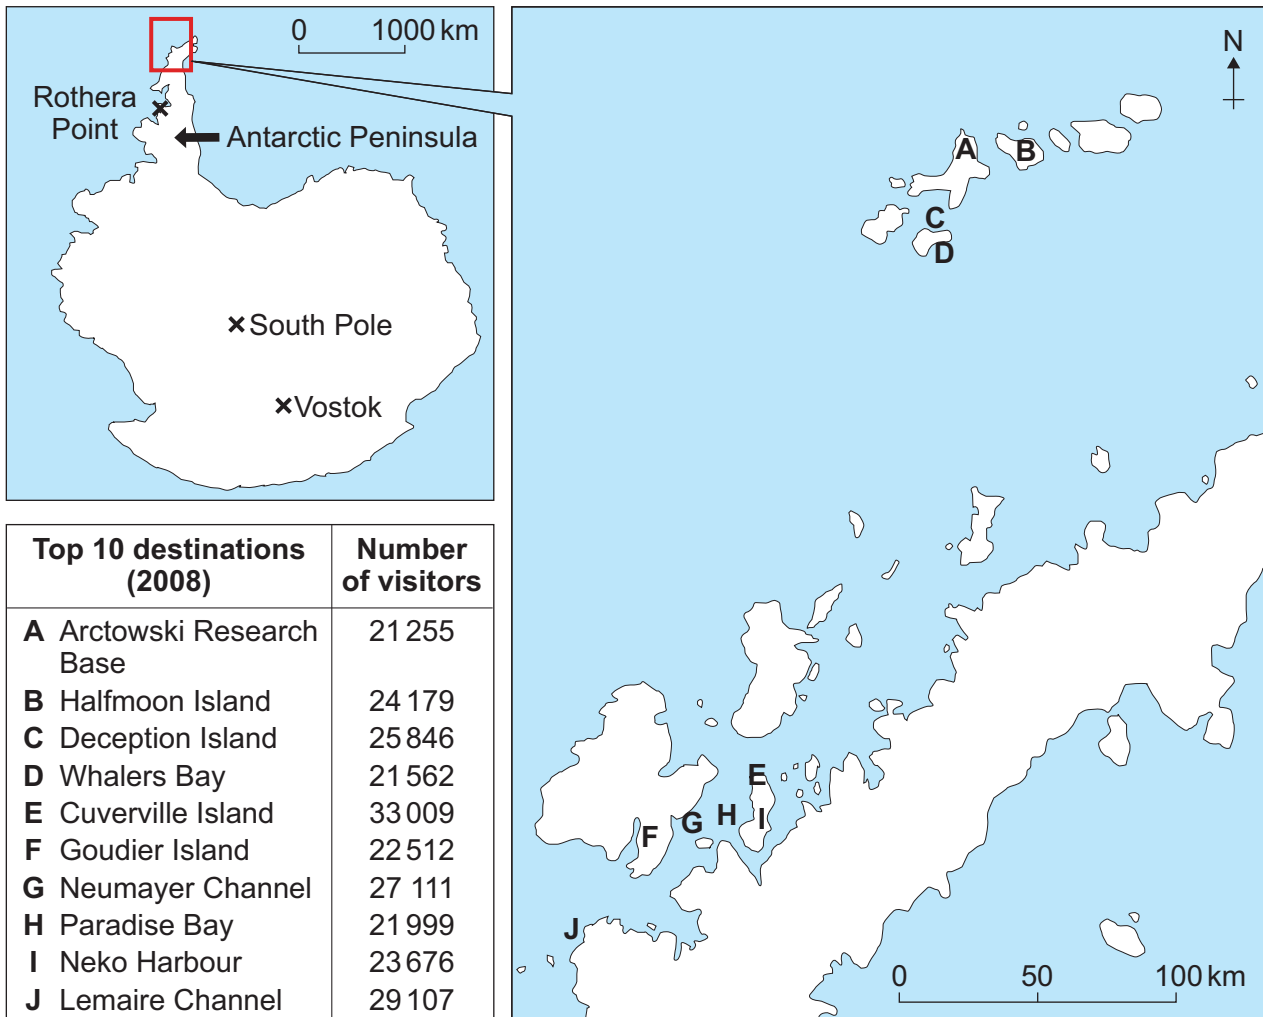 0 1000 km
Rothera
Point
Antarctic Peninsula
South Pole
Vostok
Top 10 destinations Number
(2008) of visitors
A Arctowski Research 21 255
Base
B Halfmoon Island 24 179
C Deception Island 25 846
D Whalers Bay 21 562
E Cuverville Island 33 009
F Goudier Island 22 512
G Neumayer Channel 27 111
H Paradise Bay 21 999
I Neko Harbour 23 676
J Lemaire Channel 29 107
N
A B
C
D
E
F G H I
J
0 50 100 km